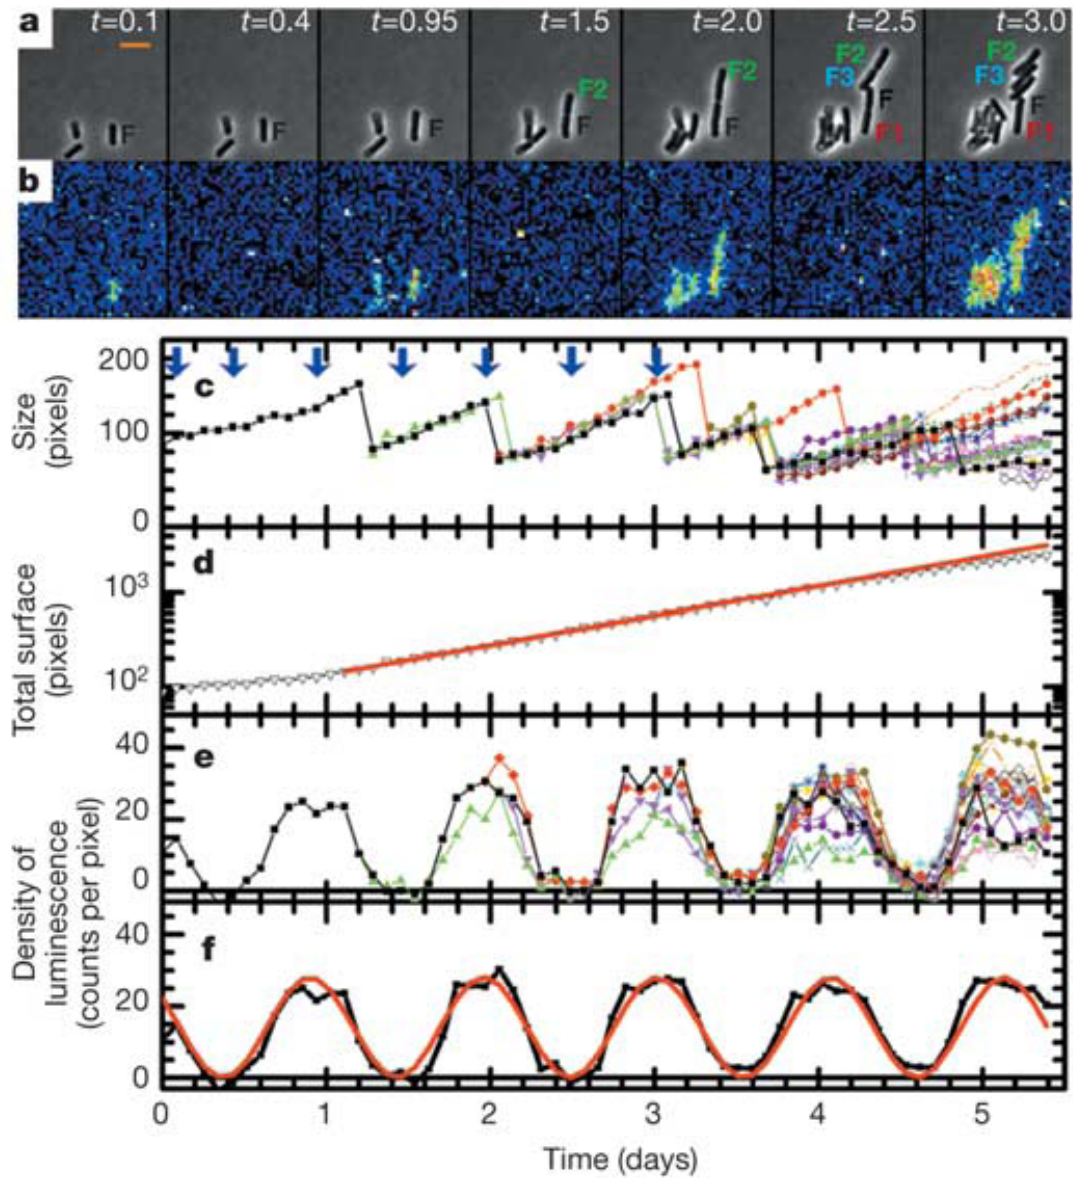 a t=0.1 t=0.4 t=0.95 t=1.5 t=2.0 t=2.5 t=3.0
F F F F2 F F2 F F2 F3 F F1 F2 F3 F F1
b
c
Size
(pixels)
200
100
0
d
Total surface
(pixels)
10³
10²
e
Density of
luminescence
(counts per pixel)
40
20
0
f
40
20
0
0 1 2 3 4 5
Time (days)